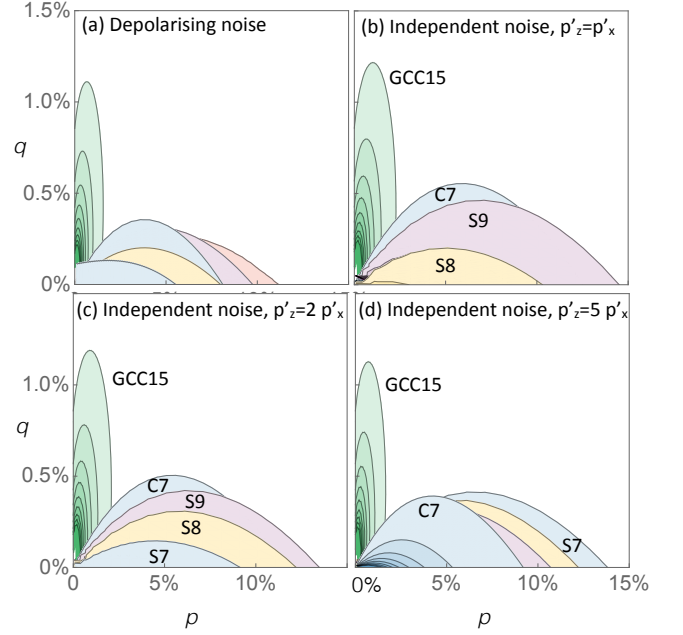 1.5%
(a) Depolarising noise
(b) Independent noise, p'z=p'x
GCC15
1.0%
q
0.5%
C7
S9
S8
0%
(c) Independent noise, p'z=2 p'x
(d) Independent noise, p'z=5 p'x
GCC15
GCC15
1.0%
q
0.5%
C7
S9
S8
S7
C7
S7
0%
0 5% 10%
0% 5% 10% 15%
p
p